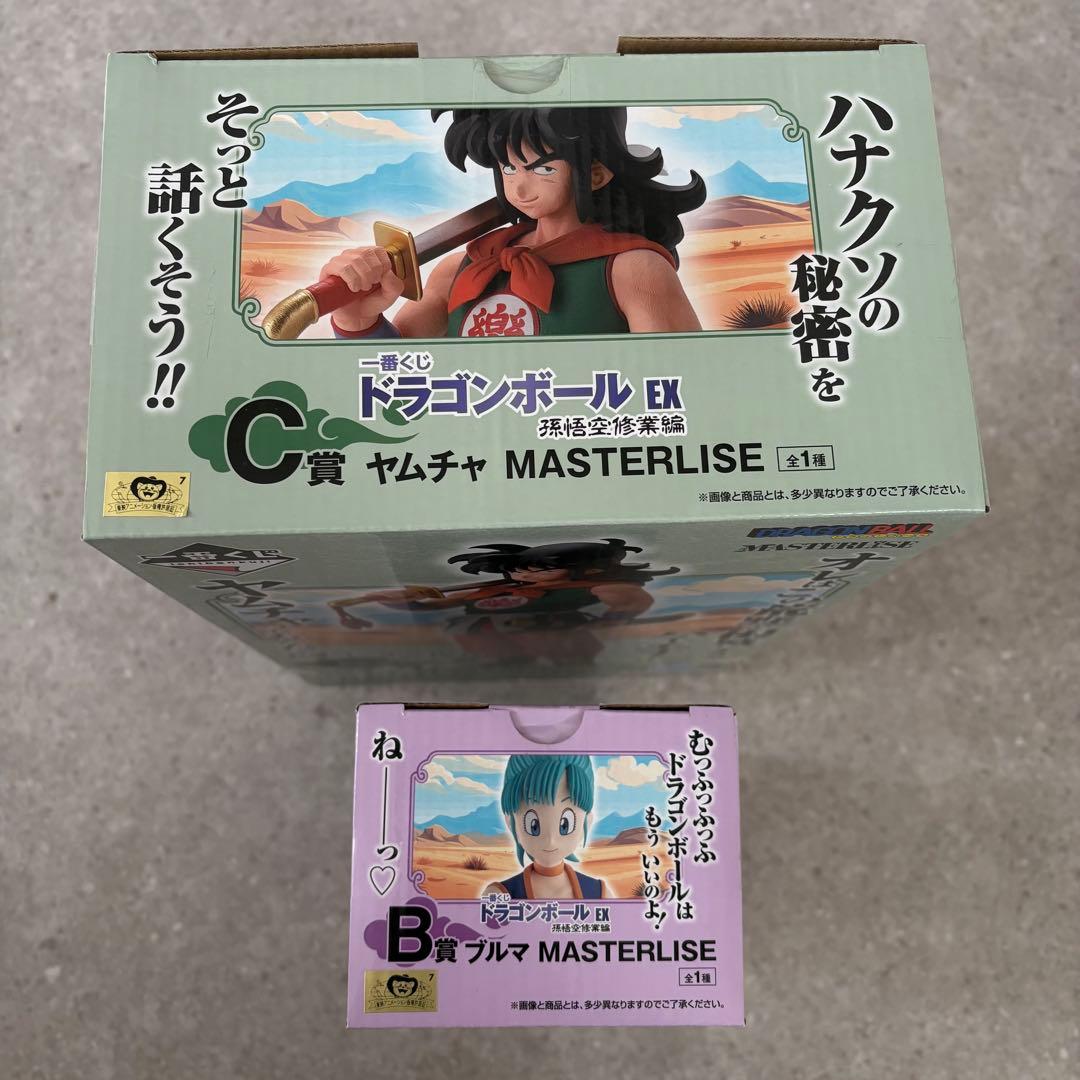 ハナクソの
秘密を
そっと
話くそう!!
一番くじ
ドラゴンボール EX
孫悟空修業編
C賞 ヤムチャ MASTERLISE 全1種
※画像と商品とは、多少異なりますのでご了承ください。
7
DRAGON BALL
MASTERLISE
むっふっふっふ
ドラゴンボールは
もう いいのよ!
ね――っ♡
一番くじ
ドラゴンボール EX
孫悟空修業編
B賞 ブルマ MASTERLISE
全1種
7
※画像と商品とは、多少異なりますのでご了承ください。